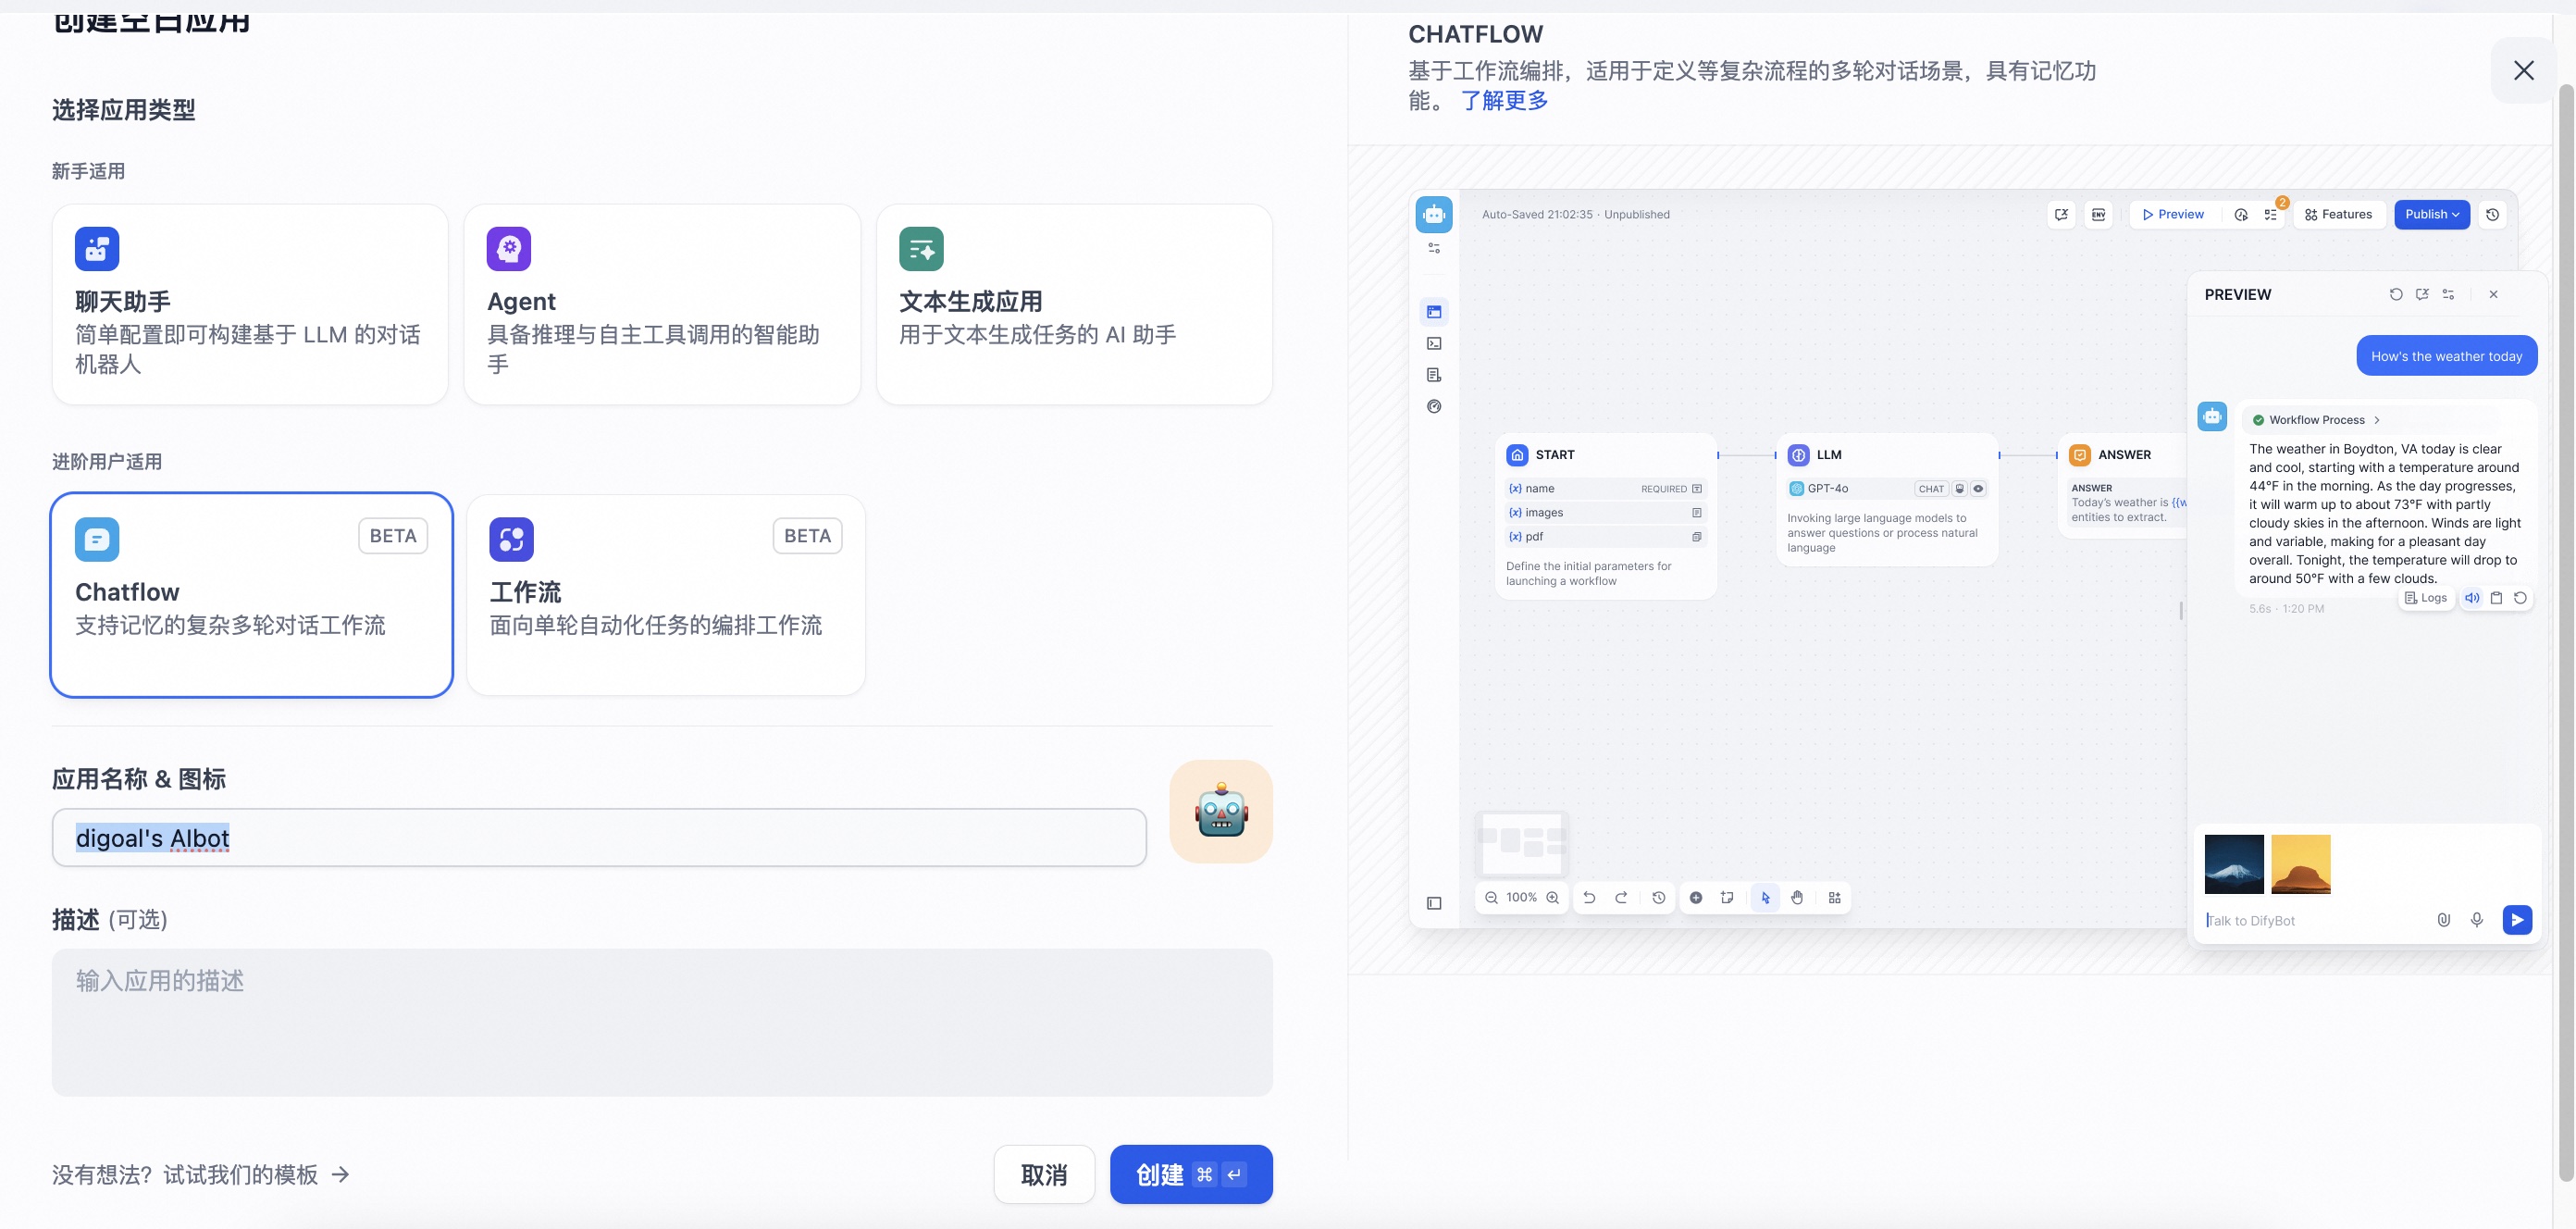 创建空白应用
选择应用类型
新手适用
聊天助手
简单配置即可构建基于 LLM 的对话
机器人
Agent
具备推理与自主工具调用的智能助
手
文本生成应用
用于文本生成任务的 AI 助手
进阶用户适用
BETA
Chatflow
支持记忆的复杂多轮对话工作流
BETA
工作流
面向单轮自动化任务的编排工作流
应用名称 & 图标
digoal's AIbot
描述 (可选)
输入应用的描述
没有想法？试试我们的模板 →
取消
创建 ⌘ ↵
CHATFLOW
基于工作流编排，适用于定义等复杂流程的多轮对话场景，具有记忆功
能。 了解更多
Auto-Saved 21:02:35 · Unpublished
ENV
Preview
2
Features
Publish
START
{x} name REQUIRED
{x} images
{x} pdf
Define the initial parameters for
launching a workflow
LLM
GPT-4o CHAT
Invoking large language models to
answer questions or process natural
language
ANSWER
ANSWER
Today's weather is {{w
entities to extract.
100%
PREVIEW
How's the weather today
Workflow Process
The weather in Boydton, VA today is clear
and cool, starting with a temperature around
44°F in the morning. As the day progresses,
it will warm up to about 73°F with partly
cloudy skies in the afternoon. Winds are light
and variable, making for a pleasant day
overall. Tonight, the temperature will drop to
around 50°F with a few clouds.
Logs
5.6s · 1:20 PM
Talk to DifyBot